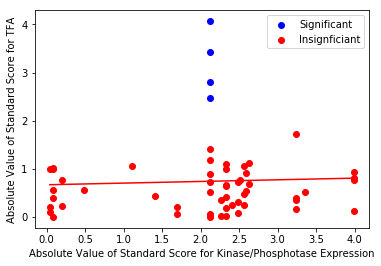 Significant
Insignficiant
Absolute Value of Standard Score for TFA
4
3
2
1
0
0.0 0.5 1.0 1.5 2.0 2.5 3.0 3.5 4.0
Absolute Value of Standard Score for Kinase/Phosphotase Expression